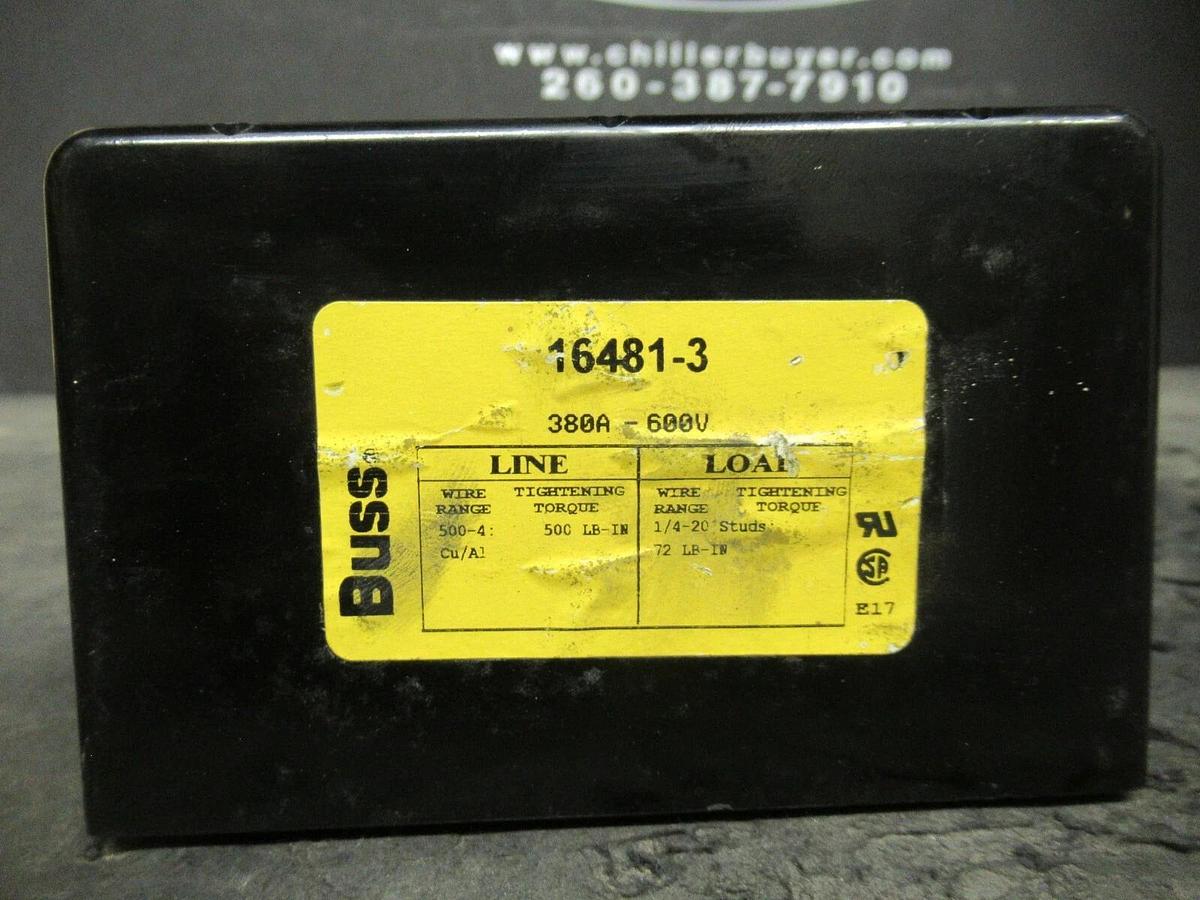 www.chillerbuyer.com
260-387-7910
16481-3
380A - 600V
Buss
LINE
WIRE RANGE TIGHTENING TORQUE
500-4: 500 LB-IN
Cu/Al
LOAD
WIRE RANGE TIGHTENING TORQUE
1/4-20 Studs
72 LB-IN
E17